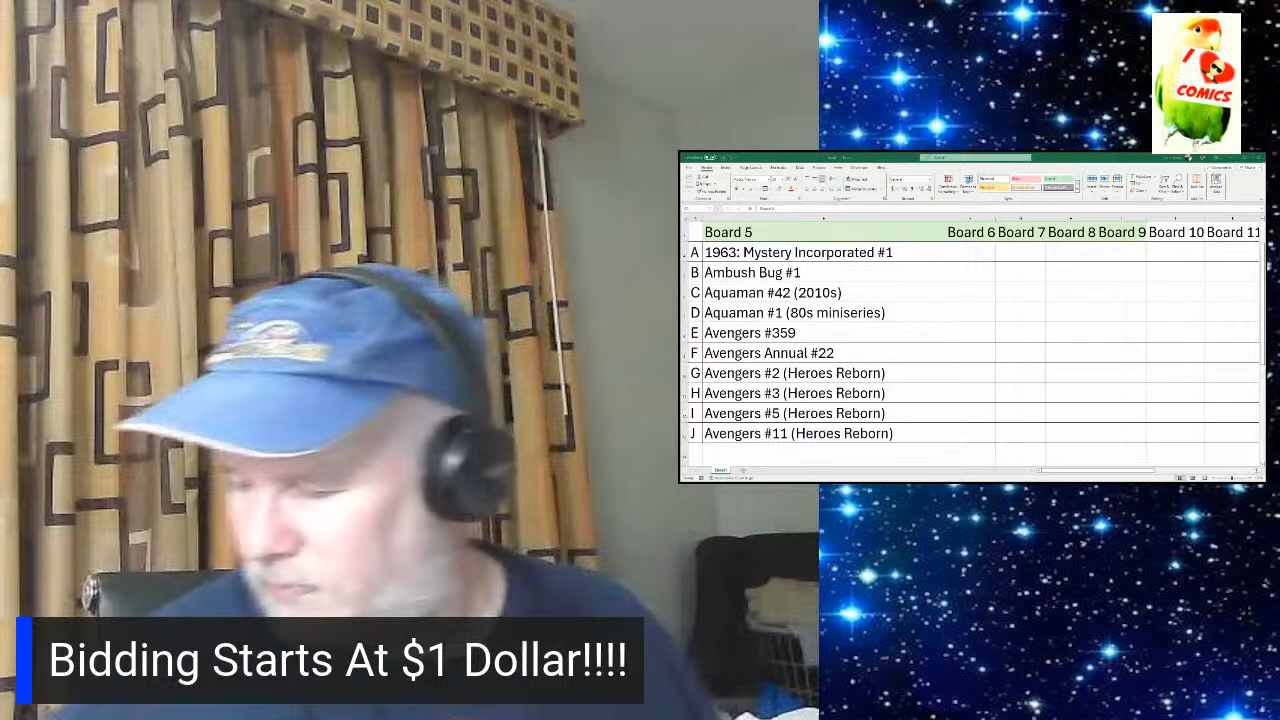 I
COMICS
Board 5 Board 6 Board 7 Board 8 Board 9 Board 10 Board 11
A 1963: Mystery Incorporated #1
B Ambush Bug #1
C Aquaman #42 (2010s)
D Aquaman #1 (80s miniseries)
E Avengers #359
F Avengers Annual #22
G Avengers #2 (Heroes Reborn)
H Avengers #3 (Heroes Reborn)
I Avengers #5 (Heroes Reborn)
J Avengers #11 (Heroes Reborn)
Bidding Starts At $1 Dollar!!!!